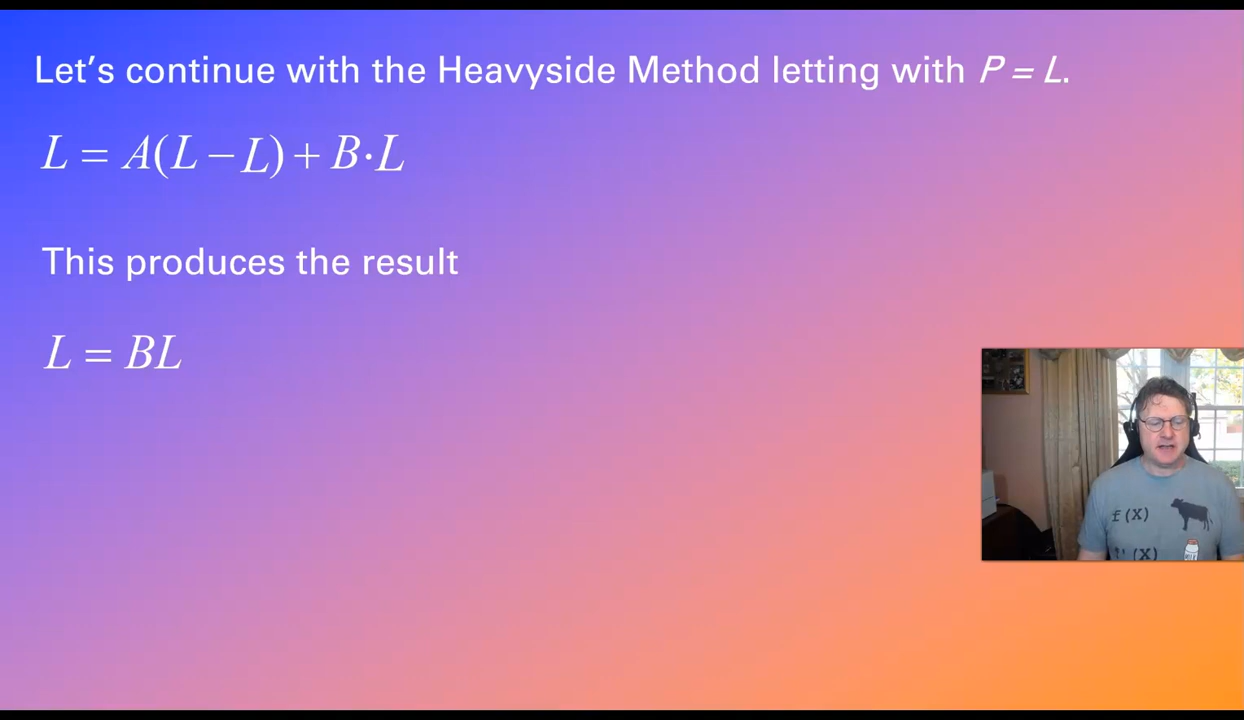 Let's continue with the Heavyside Method letting with P = L.
L = A(L − L) + B·L
This produces the result
L = BL
f(X)
f'(X)